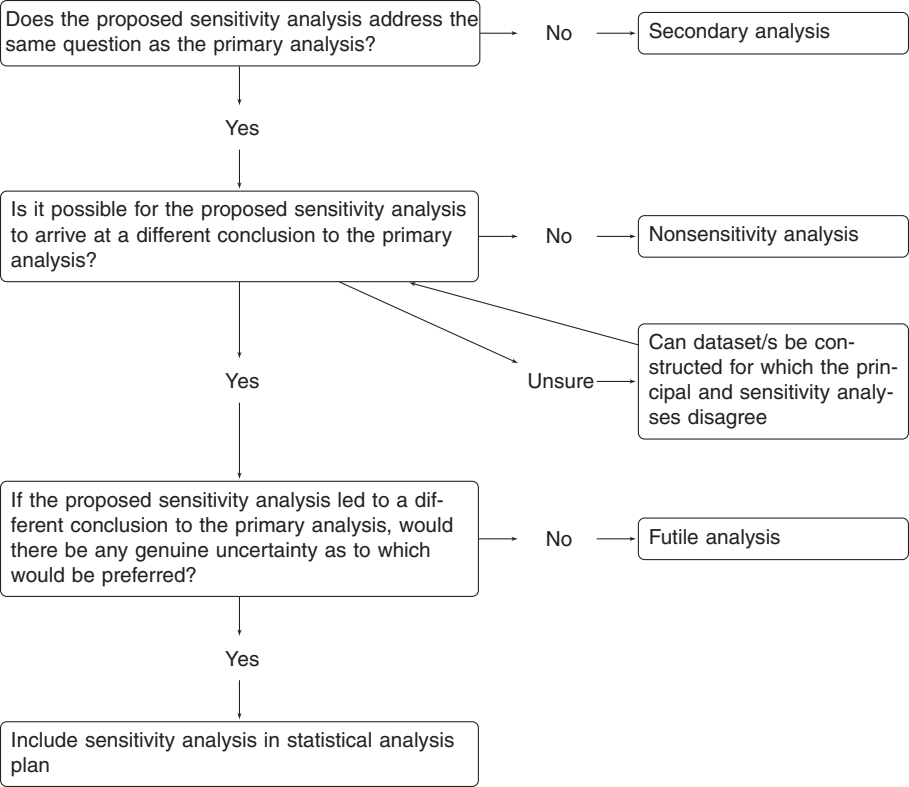 Does the proposed sensitivity analysis address the
same question as the primary analysis?
No
Secondary analysis
Yes
Is it possible for the proposed sensitivity analysis
to arrive at a different conclusion to the primary
analysis?
No
Nonsensitivity analysis
Yes
Unsure
Can dataset/s be con-
structed for which the prin-
cipal and sensitivity analy-
ses disagree
If the proposed sensitivity analysis led to a dif-
ferent conclusion to the primary analysis, would
there be any genuine uncertainty as to which
would be preferred?
No
Futile analysis
Yes
Include sensitivity analysis in statistical analysis
plan